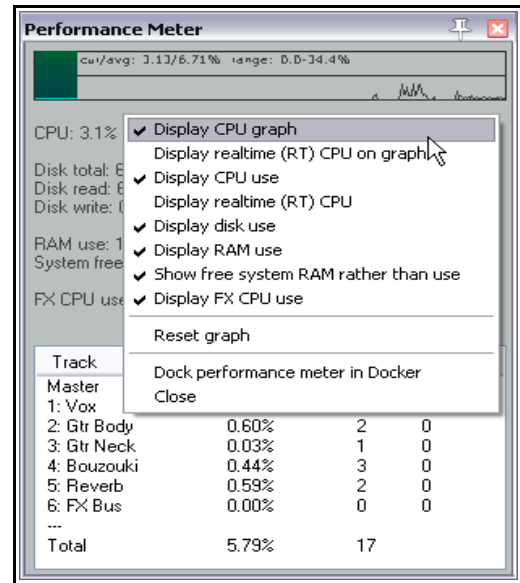 Performance Meter
cur/avg: 3.13/6.71% range: 0.0-34.4%
CPU: 3.1%
Disk total:
Disk read:
Disk write:
RAM use:
System free
FX CPU use
Display CPU graph
Display realtime (RT) CPU on graph
Display CPU use
Display realtime (RT) CPU
Display disk use
Display RAM use
Show free system RAM rather than use
Display FX CPU use
Reset graph
Dock performance meter in Docker
Close
Track
Master
1: Vox
2: Gtr Body 0.60% 2 0
3: Gtr Neck 0.03% 1 0
4: Bouzouki 0.44% 3 0
5: Reverb 0.59% 2 0
6: FX Bus 0.00% 0 0
---
Total 5.79% 17